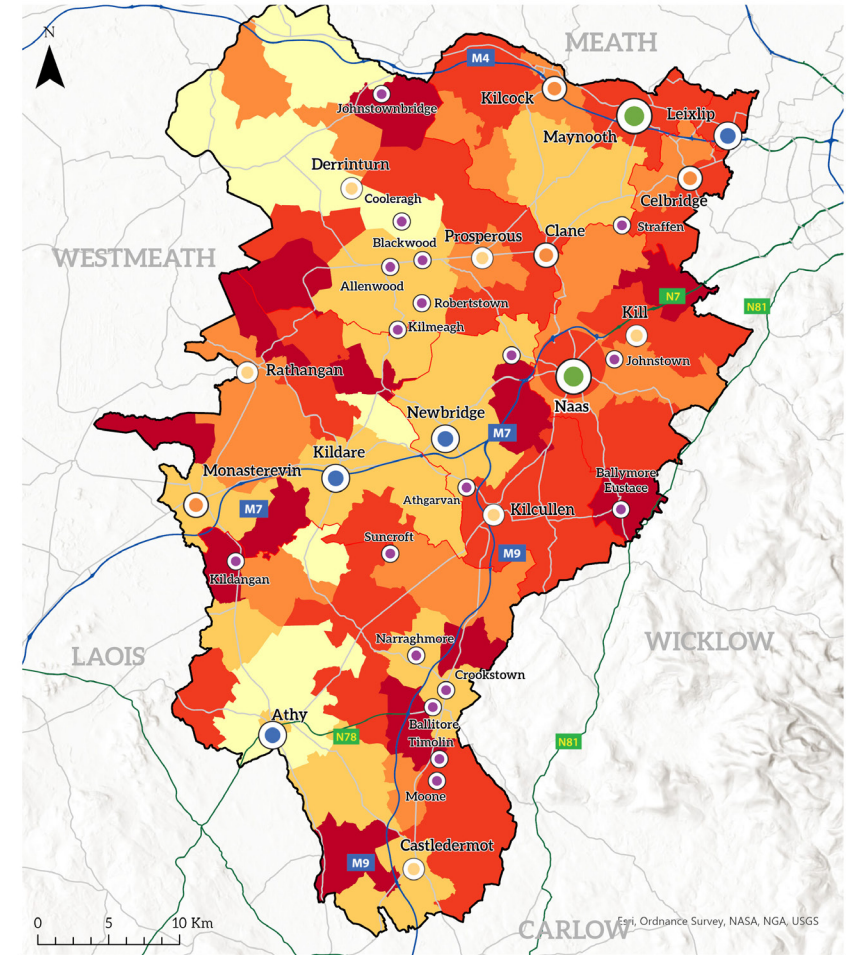 N
MEATH
M4
Kilcock
Johnstownbridge
Leixlip
Maynooth
Derrinturn
Celbridge
Cooleragh
Straffen
Clane
Prosperous
Blackwood
WESTMEATH
Allenwood
N7
N81
Robertstown
Kill
Kilmeagh
Johnstown
Rathangan
Naas
Newbridge
M7
Kildare
Monasterevin
Ballymore
Eustace
Athgarvan
M7
Kilcullen
Suncroft
M9
Kildangan
Narraghmore
WICKLOW
LAOIS
Crookstown
Athy
Ballitore
N78
Timolin
N81
Moone
Castledermot
M9
0 5 10 Km
Esri, Ordnance Survey, NASA, NGA, USGS
CARLOW